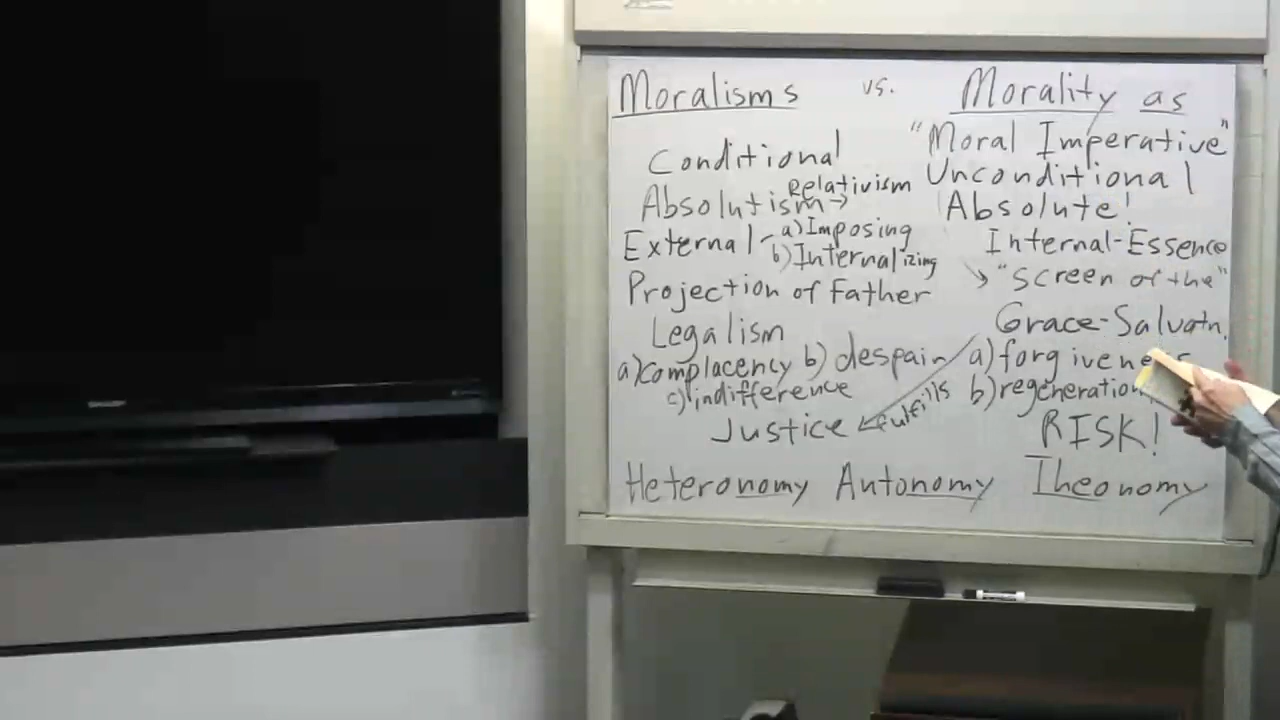 Moralisms vs. Morality as
"Moral Imperative"
Conditional Unconditional
Relativism
Absolutism → Absolute!
External a) Imposing Internal-Essence
b) Internalizing
Projection of Father → "Screen of the"
Legalism Grace-Salvatn.
a) complacency b) despair a) forgiveness
c) indifference b) regeneration
Justice ← fulfills RISK!
Heteronomy Autonomy Theonomy